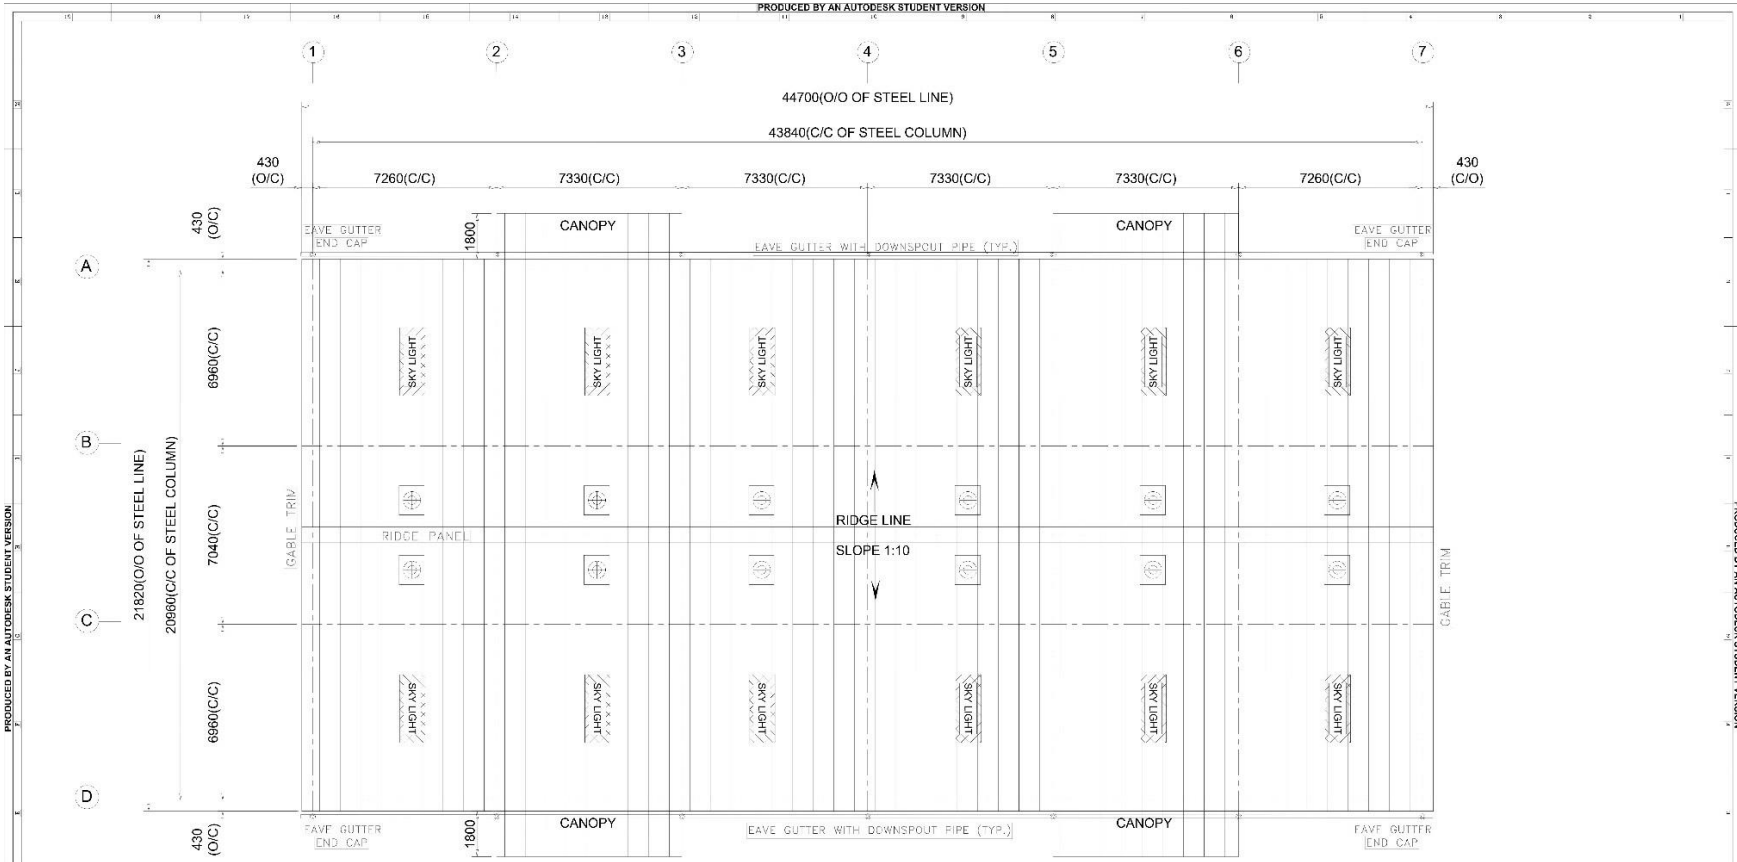 PRODUCED BY AN AUTODESK STUDENT VERSION
1 2 3 4 5 6 7
44700(O/O OF STEEL LINE)
43840(C/C OF STEEL COLUMN)
430
(O/C)
7260(C/C) 7330(C/C) 7330(C/C) 7330(C/C) 7330(C/C) 7260(C/C)
430
(C/O)
430
(O/C)
EAVE GUTTER
END CAP
1800
CANOPY
EAVE GUTTER WITH DOWNSPOUT PIPE (TYP.)
CANOPY
EAVE GUTTER
END CAP
A
6960(C/C)
SKY LIGHT SKY LIGHT SKY LIGHT SKY LIGHT SKY LIGHT SKY LIGHT
B
21820(O/O OF STEEL LINE)
20960(C/C OF STEEL COLUMN)
7040(C/C)
GABLE TRIM
RIDGE PANEL
RIDGE LINE
SLOPE 1:10
GABLE TRIM
C
6960(C/C)
SKY LIGHT SKY LIGHT SKY LIGHT SKY LIGHT SKY LIGHT SKY LIGHT
D
430
(O/C)
EAVE GUTTER
END CAP
1800
CANOPY
EAVE GUTTER WITH DOWNSPOUT PIPE (TYP.)
CANOPY
EAVE GUTTER
END CAP
PRODUCED BY AN AUTODESK STUDENT VERSION
PRODUCED BY AN AUTODESK STUDENT VERSION